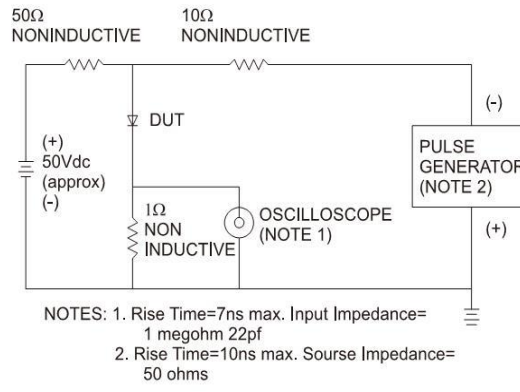 50Ω
NONINDUCTIVE
10Ω
NONINDUCTIVE
(+)
50Vdc
(approx)
(-)
DUT
1Ω
NON
INDUCTIVE
OSCILLOSCOPE
(NOTE 1)
(-)
PULSE
GENERATOR
(NOTE 2)
(+)
NOTES: 1. Rise Time=7ns max. Input Impedance=
1 megohm 22pf
2. Rise Time=10ns max. Sourse Impedance=
50 ohms